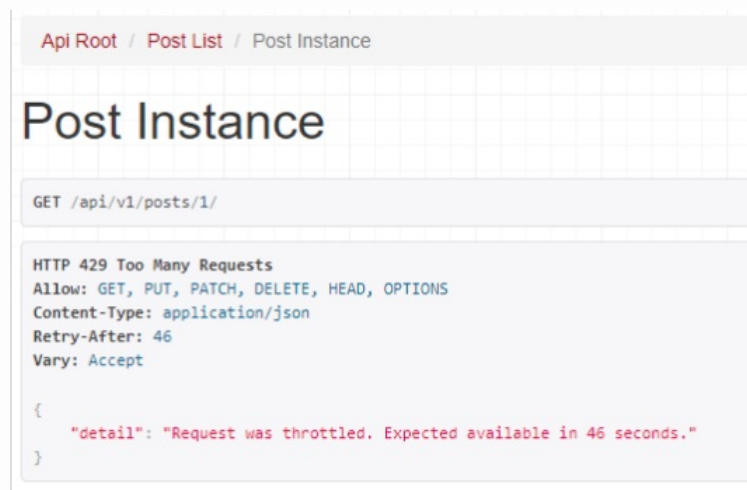 Api Root / Post List / Post Instance
Post Instance
GET /api/v1/posts/1/
HTTP 429 Too Many Requests
Allow: GET, PUT, PATCH, DELETE, HEAD, OPTIONS
Content-Type: application/json
Retry-After: 46
Vary: Accept
{
    "detail": "Request was throttled. Expected available in 46 seconds."
}